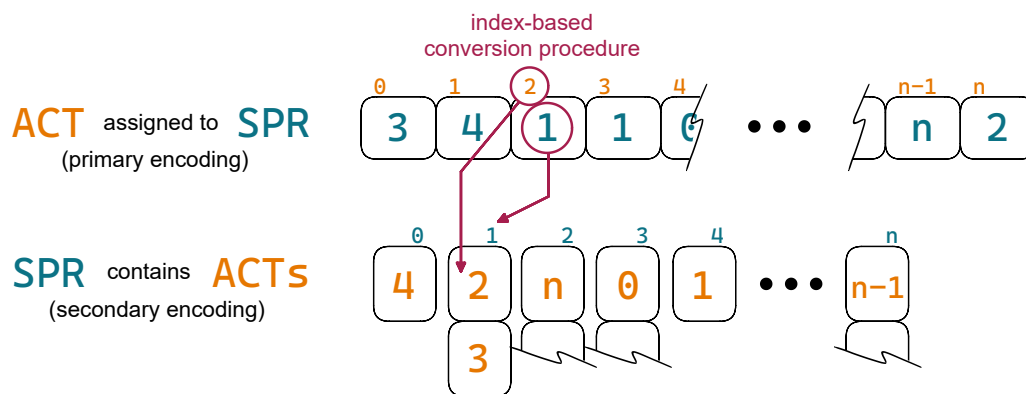 index-based
conversion procedure
0 1 2 3 4 n-1 n
ACT assigned to SPR
(primary encoding)
3 4 1 1 0 ••• n 2
0 1 2 3 4 n
SPR contains ACTs
(secondary encoding)
4 2 n 0 1 ••• n-1
3